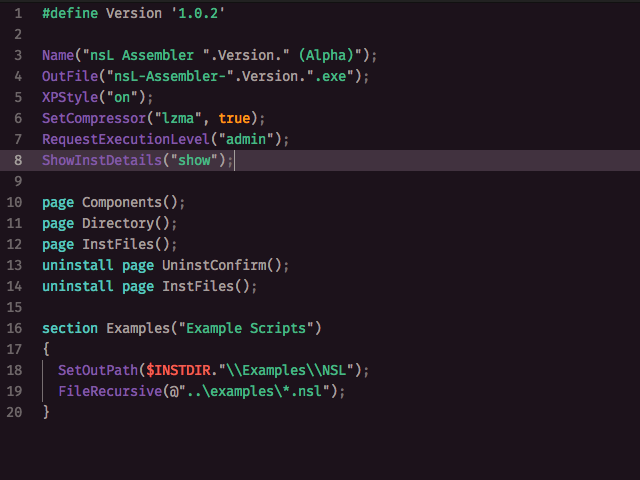 1 #define Version '1.0.2'
2
3 Name("nsL Assembler ".Version." (Alpha)");
4 OutFile("nsL-Assembler-".Version.".exe");
5 XPStyle("on");
6 SetCompressor("lzma", true);
7 RequestExecutionLevel("admin");
8 ShowInstDetails("show");
9
10 page Components();
11 page Directory();
12 page InstFiles();
13 uninstall page UninstConfirm();
14 uninstall page InstFiles();
15
16 section Examples("Example Scripts")
17 {
18   SetOutPath($INSTDIR."\\Examples\\NSL");
19   FileRecursive(@"..\examples\*.nsl");
20 }